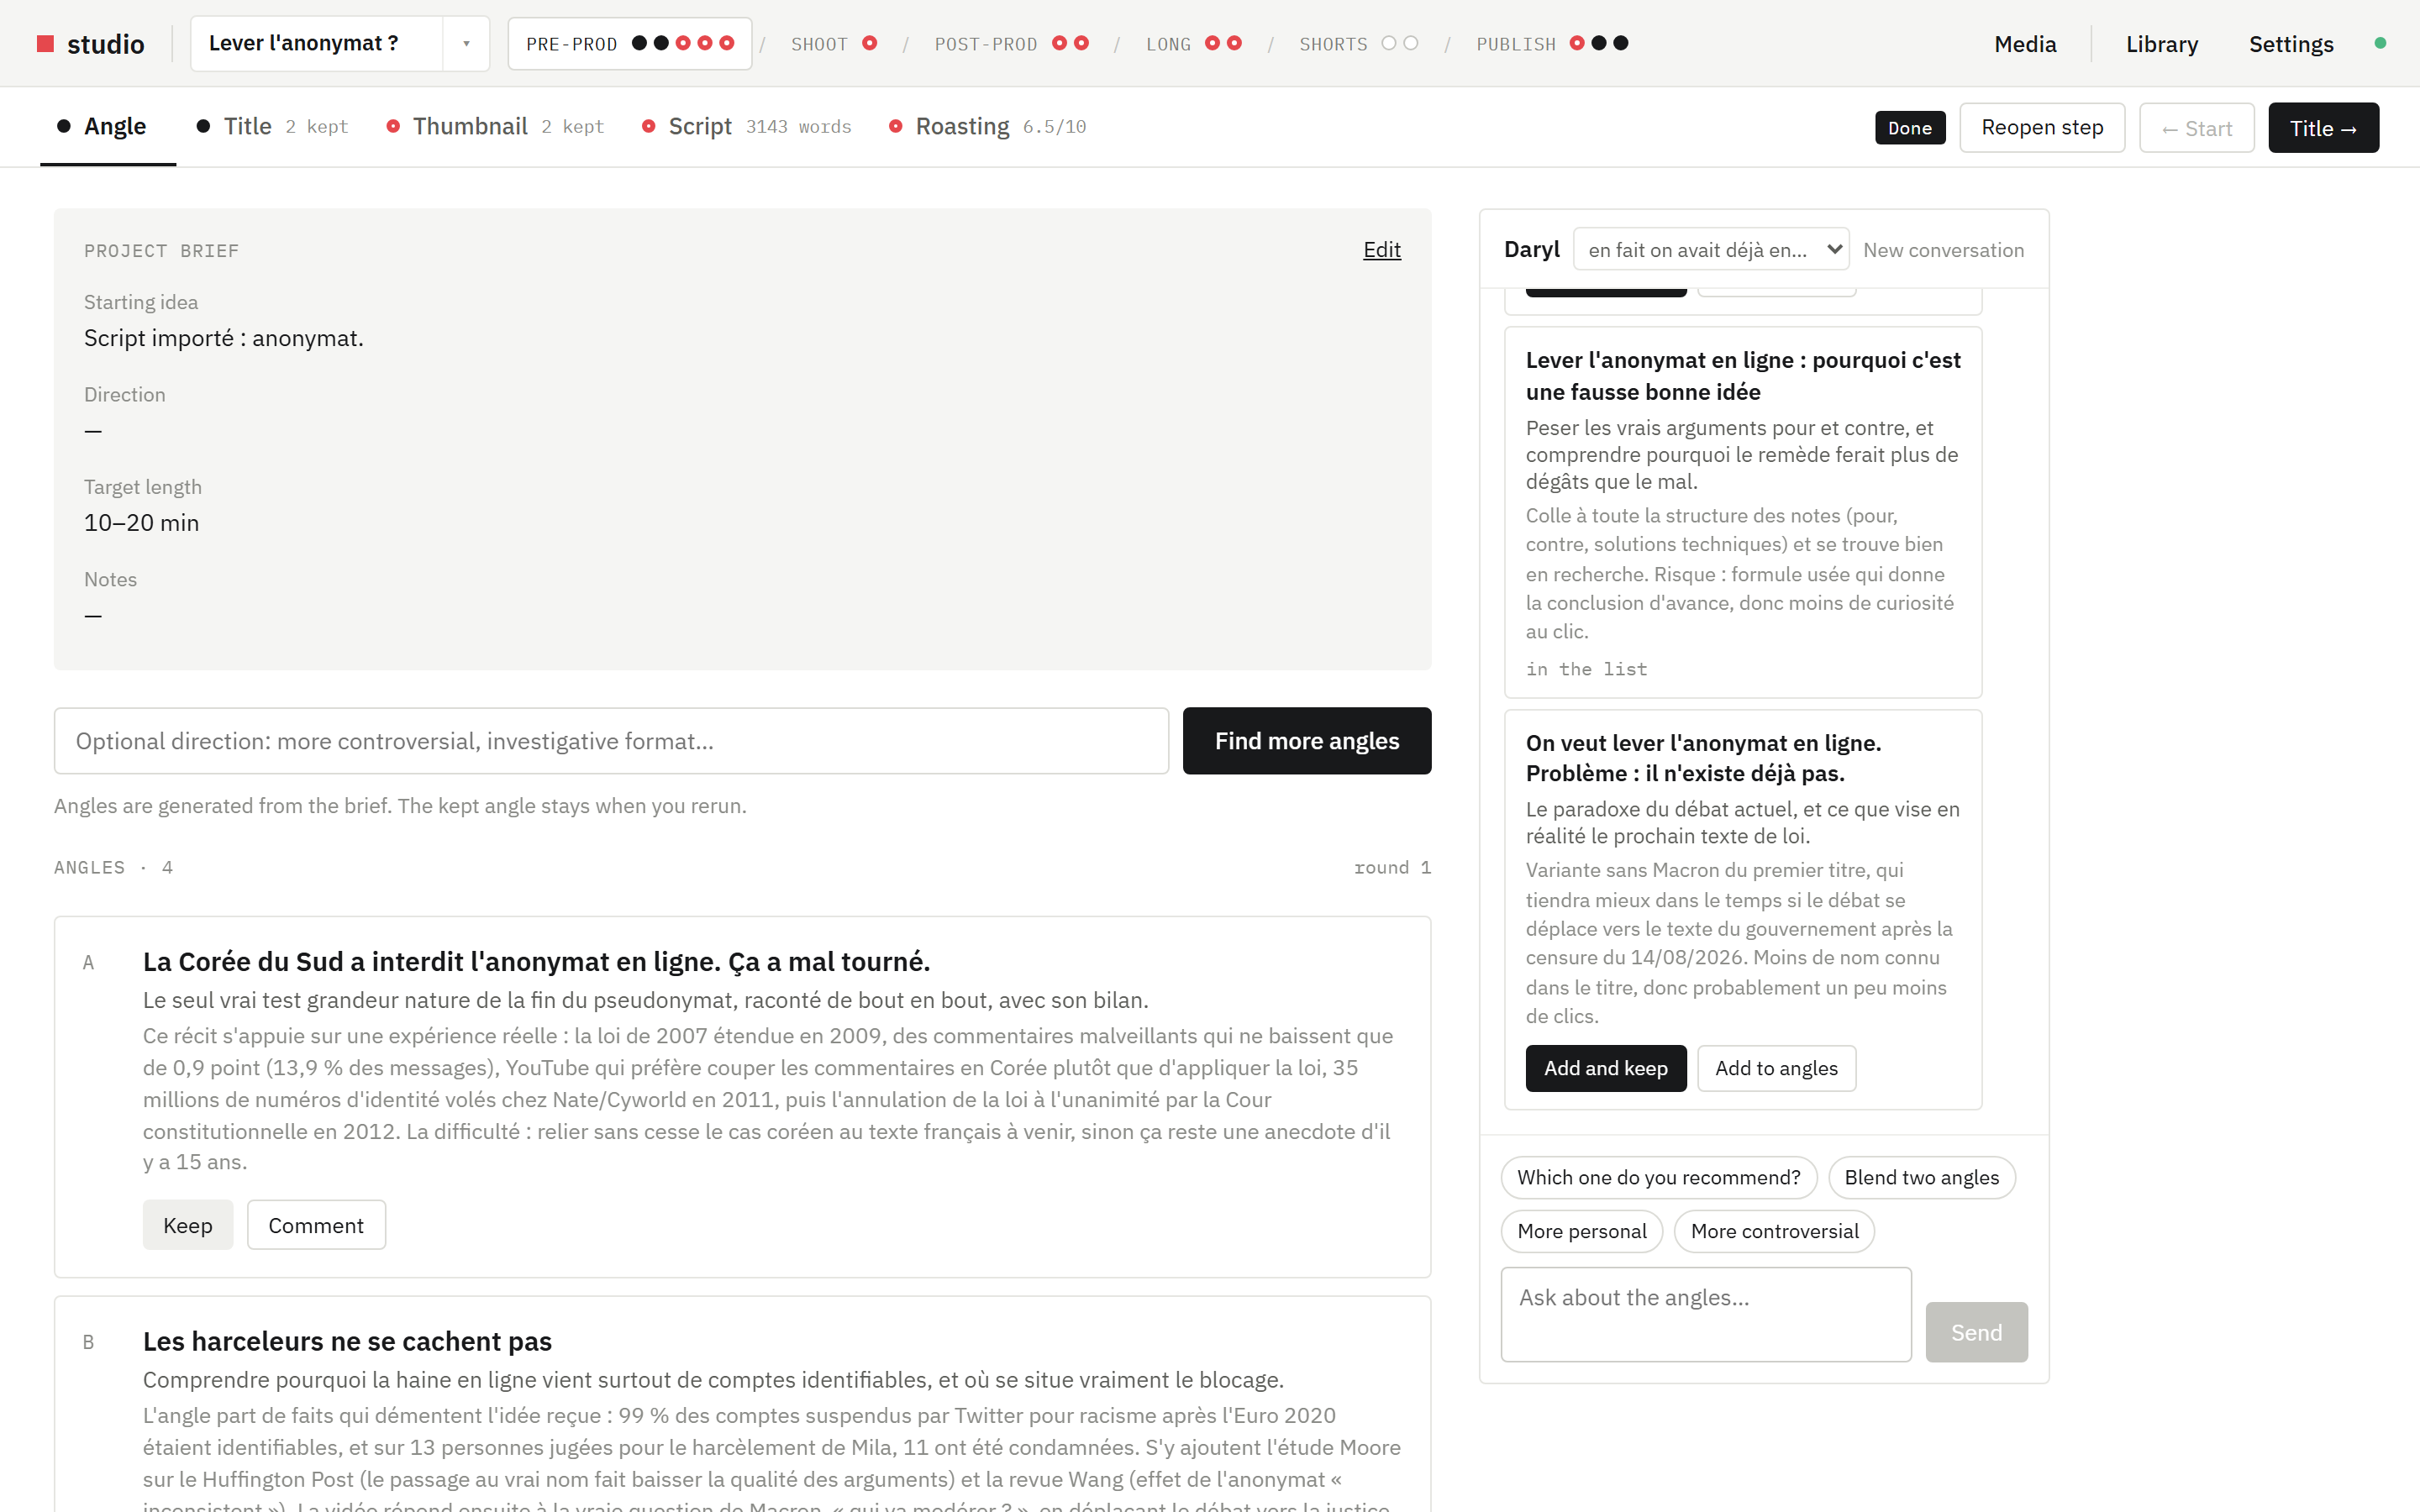 studio
Lever l'anonymat ?
PRE-PROD / SHOOT / POST-PROD / LONG / SHORTS / PUBLISH
Media
Library
Settings
Angle
Title 2 kept
Thumbnail 2 kept
Script 3143 words
Roasting 6.5/10
Done
Reopen step
← Start
Title →
PROJECT BRIEF
Edit
Starting idea
Script importé : anonymat.
Direction
—
Target length
10–20 min
Notes
—
Optional direction: more controversial, investigative format...
Find more angles
Angles are generated from the brief. The kept angle stays when you rerun.
ANGLES · 4
round 1
A
La Corée du Sud a interdit l'anonymat en ligne. Ça a mal tourné.
Le seul vrai test grandeur nature de la fin du pseudonymat, raconté de bout en bout, avec son bilan.
Ce récit s'appuie sur une expérience réelle : la loi de 2007 étendue en 2009, des commentaires malveillants qui ne baissent que
de 0,9 point (13,9 % des messages), YouTube qui préfère couper les commentaires en Corée plutôt que d'appliquer la loi, 35
millions de numéros d'identité volés chez Nate/Cyworld en 2011, puis l'annulation de la loi à l'unanimité par la Cour
constitutionnelle en 2012. La difficulté : relier sans cesse le cas coréen au texte français à venir, sinon ça reste une anecdote d'il
y a 15 ans.
Keep
Comment
B
Les harceleurs ne se cachent pas
Comprendre pourquoi la haine en ligne vient surtout de comptes identifiables, et où se situe vraiment le blocage.
L'angle part de faits qui démentent l'idée reçue : 99 % des comptes suspendus par Twitter pour racisme après l'Euro 2020
étaient identifiables, et sur 13 personnes jugées pour le harcèlement de Mila, 11 ont été condamnées. S'y ajoutent l'étude Moore
sur le Huffington Post (le passage au vrai nom fait baisser la qualité des arguments) et la revue Wang (effet de l'anonymat «
inconsistent »). La vidéo répond ensuite à la vraie question de Macron, « qui va modérer ? », en déplaçant le débat vers la justice
Daryl
en fait on avait déjà en...
New conversation
Lever l'anonymat en ligne : pourquoi c'est
une fausse bonne idée
Peser les vrais arguments pour et contre, et
comprendre pourquoi le remède ferait plus de
dégâts que le mal.
Colle à toute la structure des notes (pour,
contre, solutions techniques) et se trouve bien
en recherche. Risque : formule usée qui donne
la conclusion d'avance, donc moins de curiosité
au clic.
in the list
On veut lever l'anonymat en ligne.
Problème : il n'existe déjà pas.
Le paradoxe du débat actuel, et ce que vise en
réalité le prochain texte de loi.
Variante sans Macron du premier titre, qui
tiendra mieux dans le temps si le débat se
déplace vers le texte du gouvernement après la
censure du 14/08/2026. Moins de nom connu
dans le titre, donc probablement un peu moins
de clics.
Add and keep
Add to angles
Which one do you recommend?
Blend two angles
More personal
More controversial
Ask about the angles...
Send